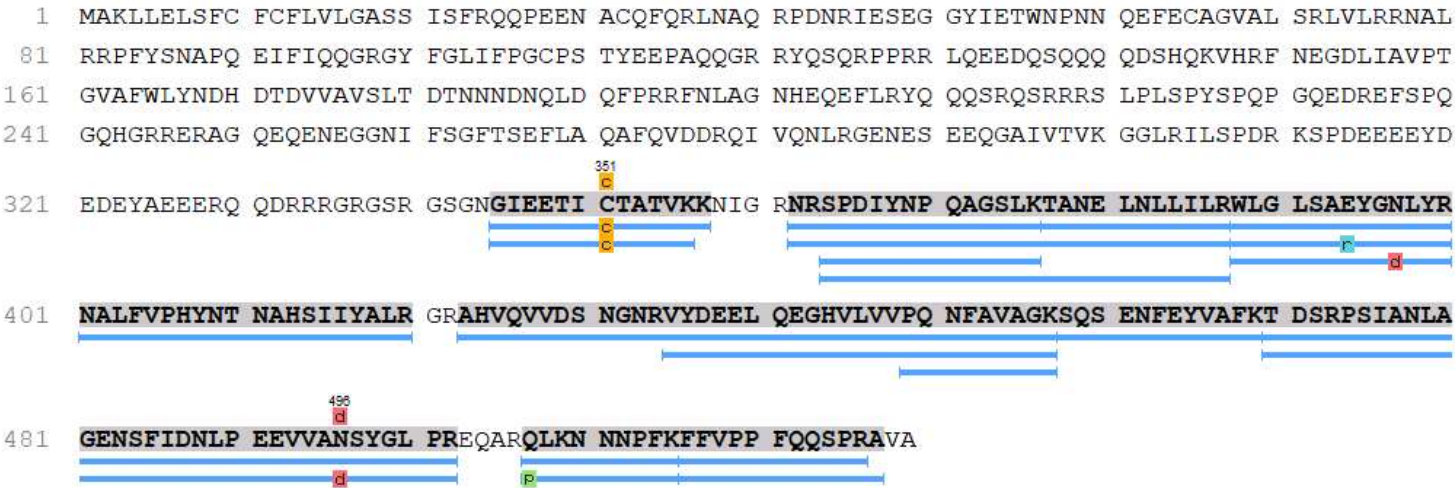 1 MAKLLELSFC FCFLVLGASS ISFRQQPEEN ACQFQRLNAQ RPDNRIESEG GYIETWNPNN QEFECAGVAL SRLVLRRNAL
81 RRPFYSNAPQ EIFIQQGRGY FGLIFPGCPS TYEEPAQQGR RYQSQRPPRR LQEEDQSQQQ QDSHQKVHRF NEGDLIAVPT
161 GVAFWLYNDH DTDVVAVSLT DTNNNDNQLD QFPRRFNLAG NHEQEFLRYQ QQSRQSRRRS LPLSPYSPQP GQEDREFSPQ
241 GQHGRRERAG QEQENEGGNI FSGFTSEFLA QAFQVDDRQI VQNLRGENES EEQGAIVTVK GGLRILSPDR KSPDEEEEYD
351
c
321 EDEYAEEERQ QDRRRGRGSR GSGNGIEETI CTATVKKNIG RNRSPDIYNP QAGSLKTANE LNLLILRWLG LSAEYGNLYR
c
c r
d
401 NALFVPHYNT NAHSIIYALR GRAHVQVVDS NGNRVYDEEL QEGHVLVVPQ NFAVAGKSQS ENFEYVAFKT DSRPSIANLA
496
d
481 GENSFIDNLP EEVVANSYGL PREQARQLKN NNPFKFFVPP FQQSPRAVA
d p